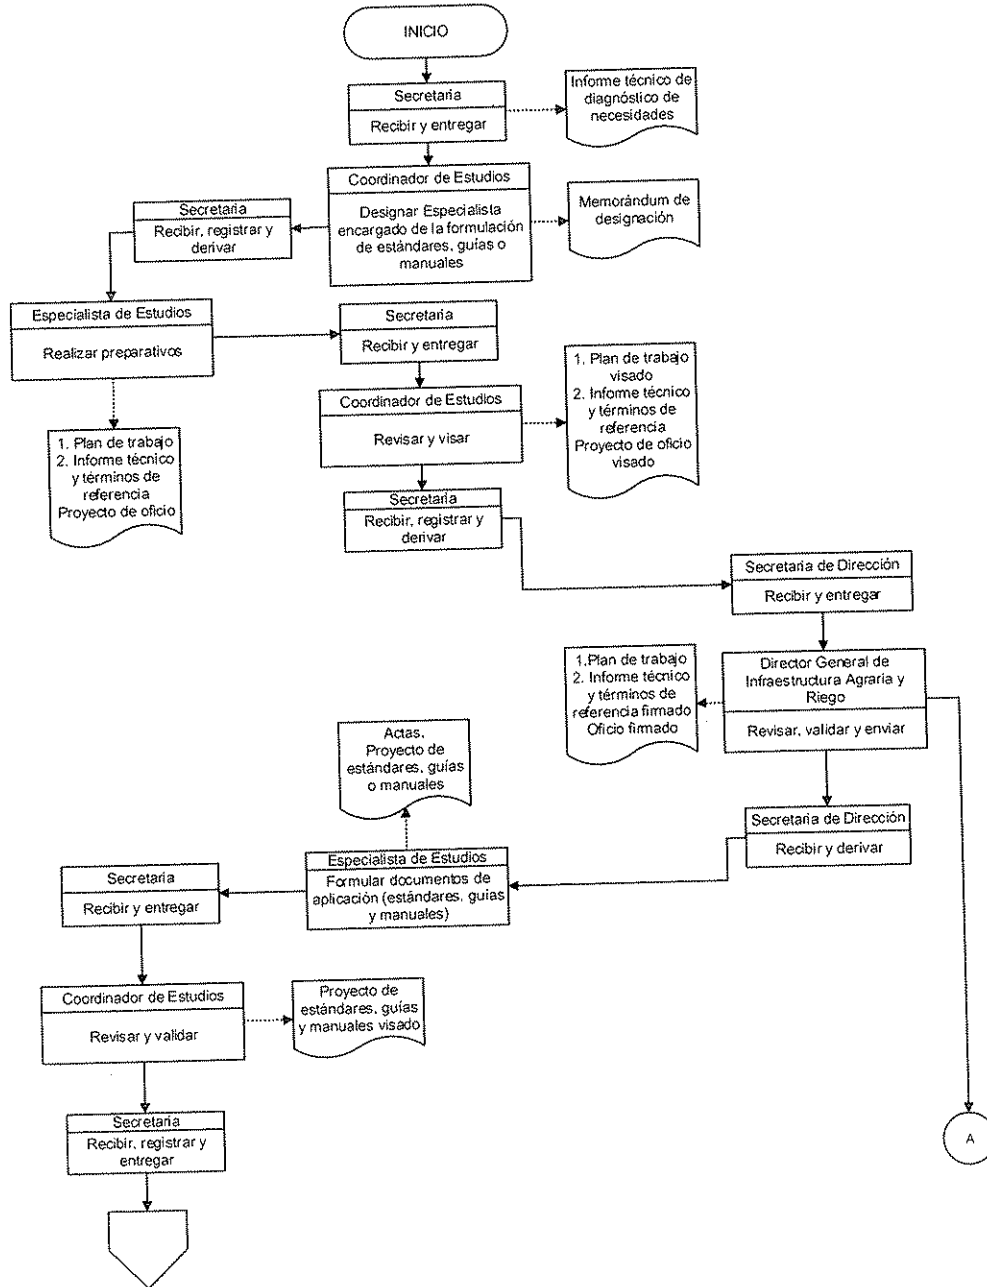 INICIO
Secretaria
Recibir y entregar
Informe técnico de
diagnóstico de
necesidades
Coordinador de Estudios
Designar Especialista
encargado de la formulación
de estándares, guías o
manuales
Memorándum de
designación
Secretaria
Recibir, registrar y
derivar
Especialista de Estudios
Realizar preparativos
Secretaria
Recibir y entregar
1. Plan de trabajo
2. Informe técnico
y términos de
referencia
Proyecto de oficio
Coordinador de Estudios
Revisar y visar
1. Plan de trabajo
visado
2. Informe técnico
y términos de
referencia
Proyecto de oficio
visado
Secretaria
Recibir, registrar y
derivar
Secretaria de Dirección
Recibir y entregar
Director General de
Infraestructura Agraria y
Riego
Revisar, validar y enviar
1.Plan de trabajo
2. Informe técnico
y términos de
referencia firmado
Oficio firmado
Secretaria de Dirección
Recibir y derivar
Actas,
Proyecto de
estándares, guías
o manuales
Especialista de Estudios
Formular documentos de
aplicación (estándares, guías
y manuales)
Secretaria
Recibir y entregar
Coordinador de Estudios
Revisar y validar
Proyecto de
estándares, guías
y manuales visado
Secretaria
Recibir, registrar y
entregar
A